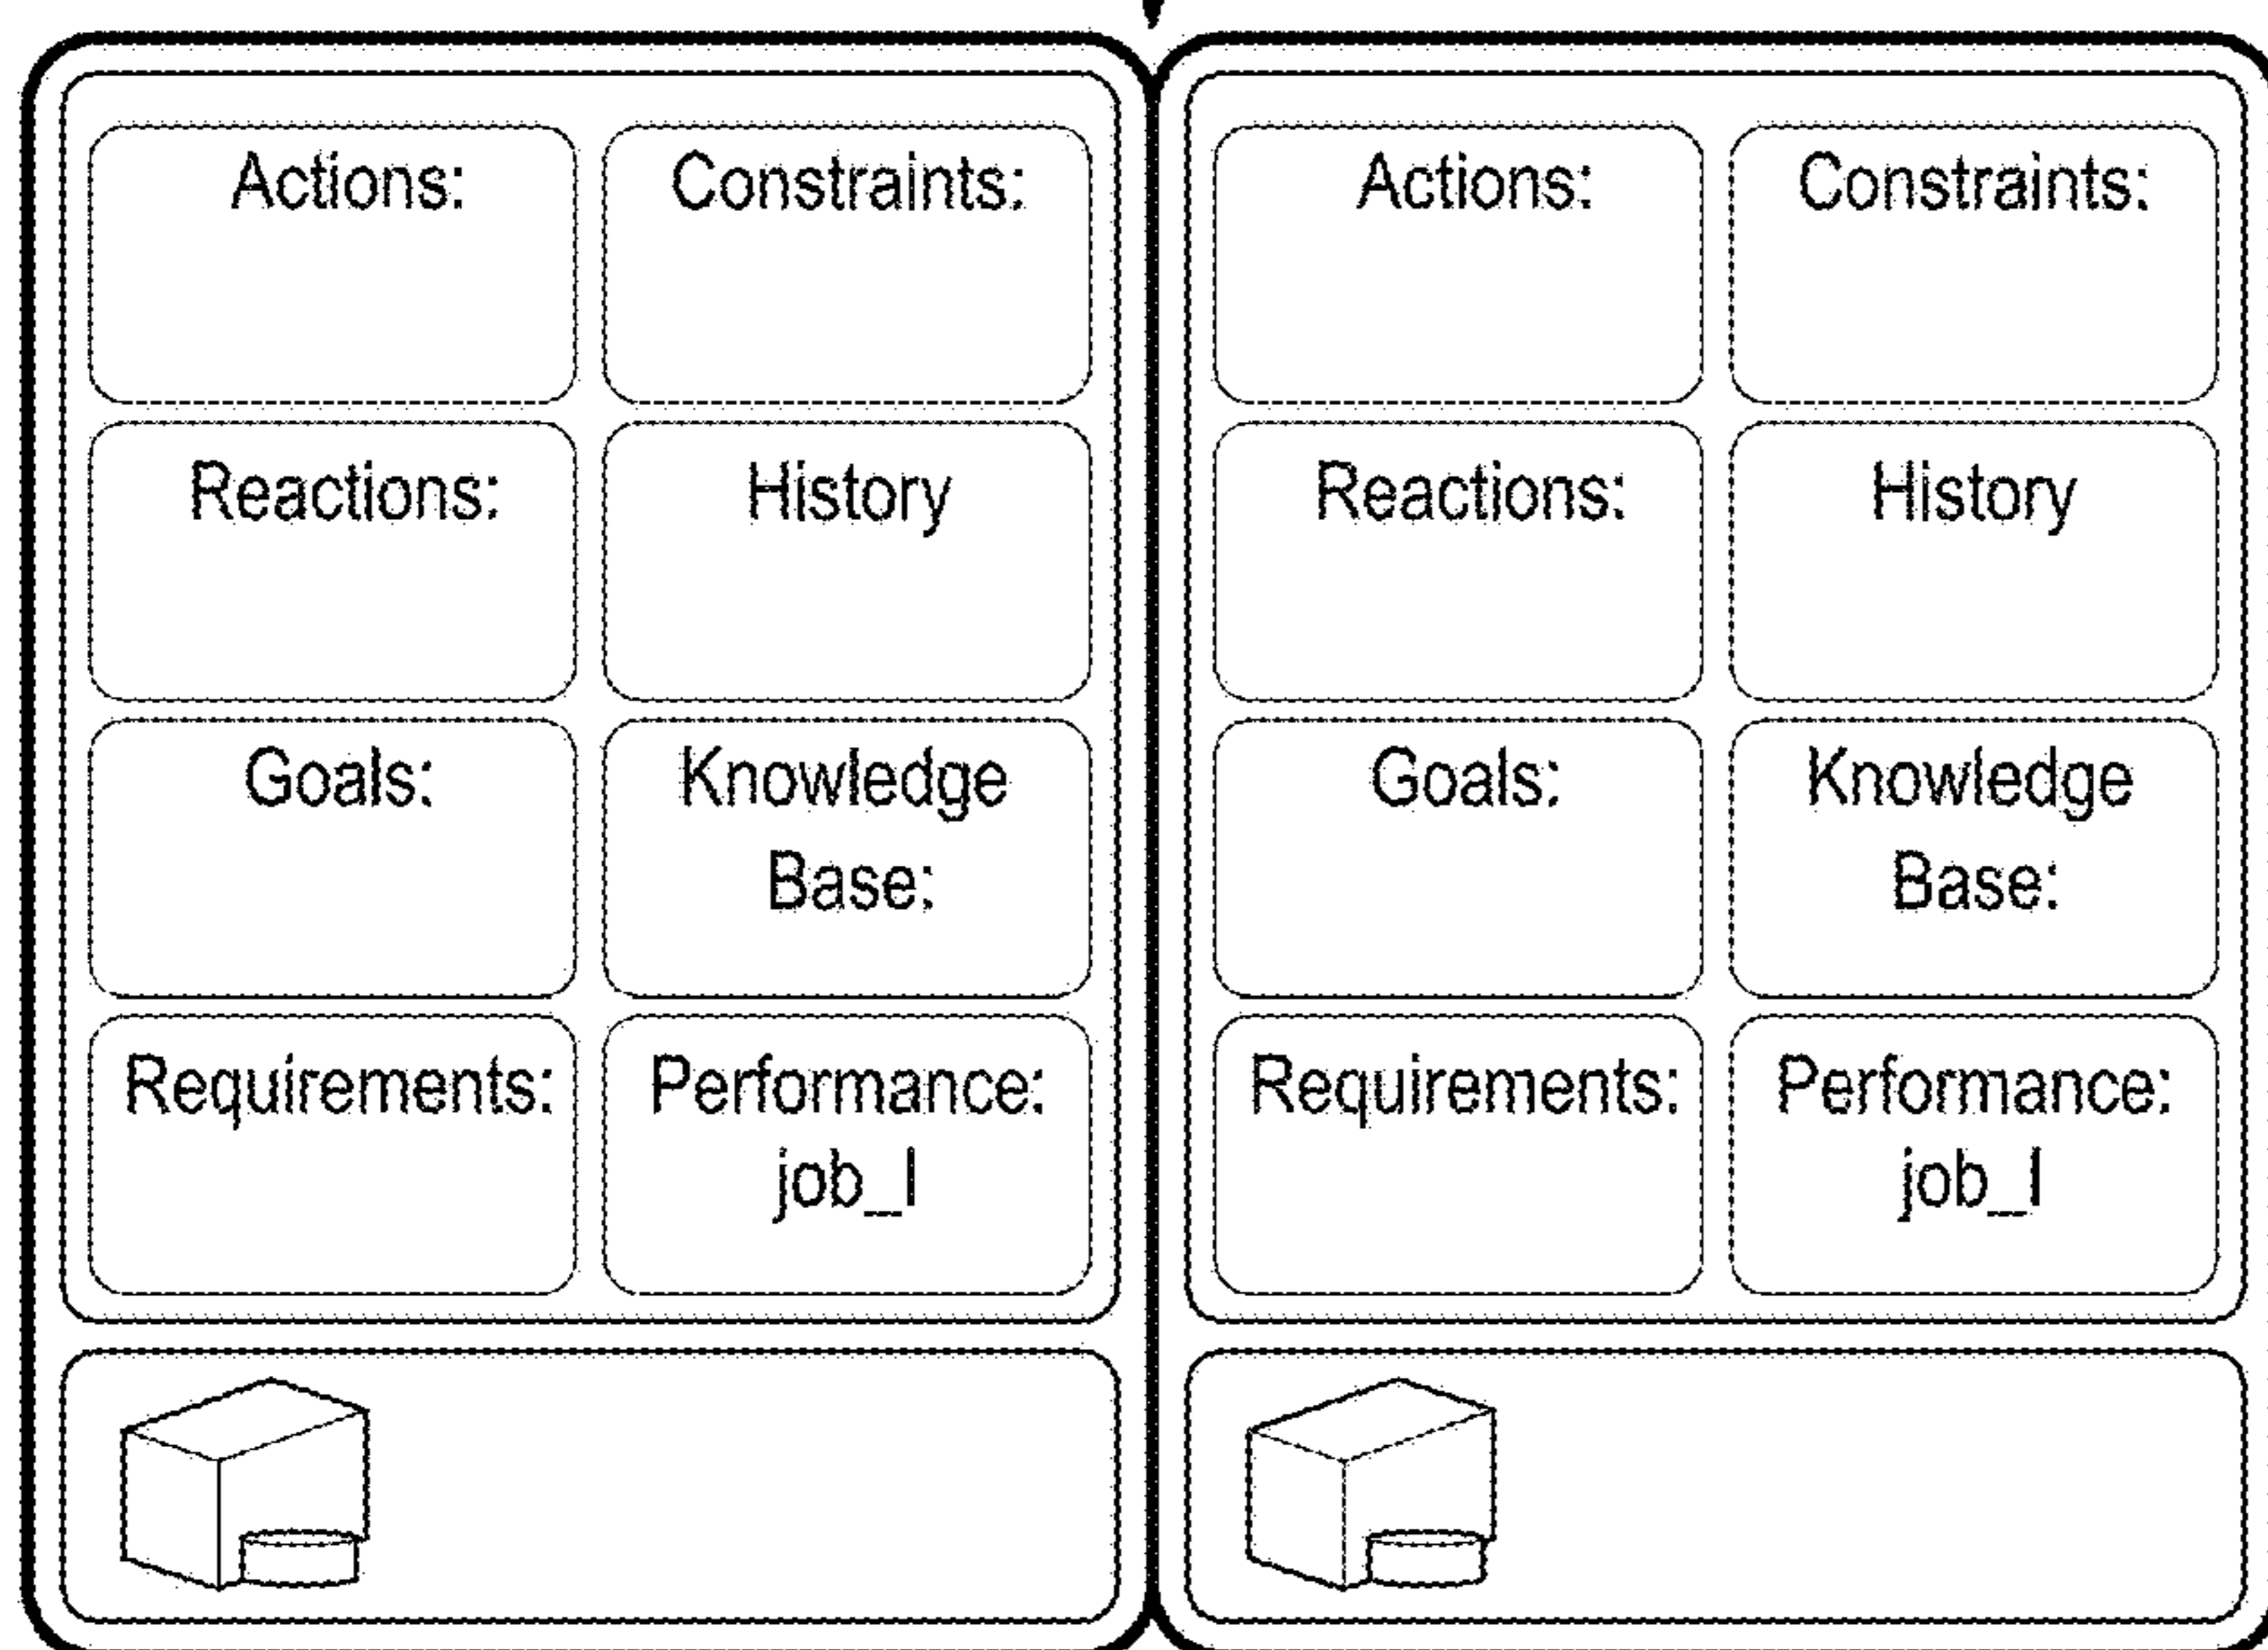 Actions:
Constraints:
Reactions:
History
Goals:
Knowledge
Base:
Requirements:
Performance:
job_I
Actions:
Constraints:
Reactions:
History
Goals:
Knowledge
Base:
Requirements:
Performance:
job_I